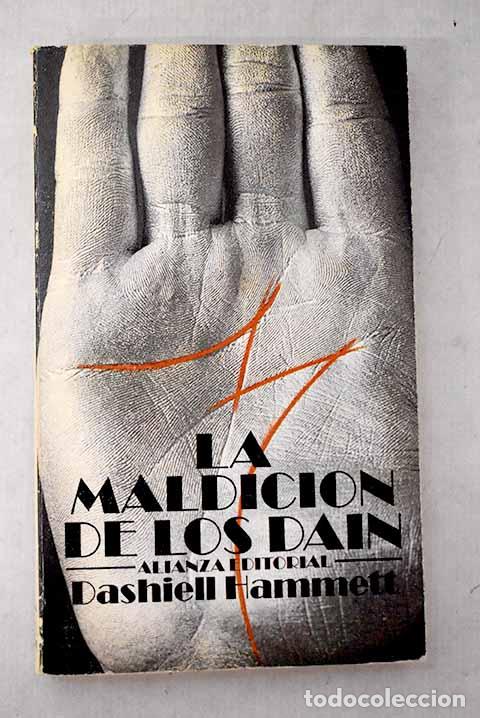 LA
MALDICION
DE LOS DAIN
ALIANZA EDITORIAL
Dashiell Hammett
todocoleccion